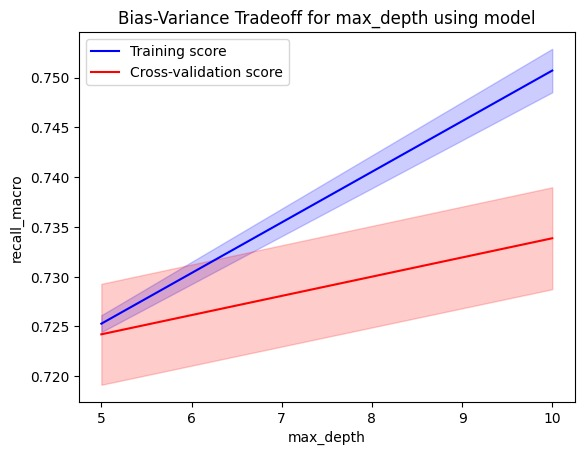 Bias-Variance Tradeoff for max_depth using model
Training score
Cross-validation score
0.750
0.745
0.740
0.735
0.730
0.725
0.720
recall_macro
5 6 7 8 9 10
max_depth